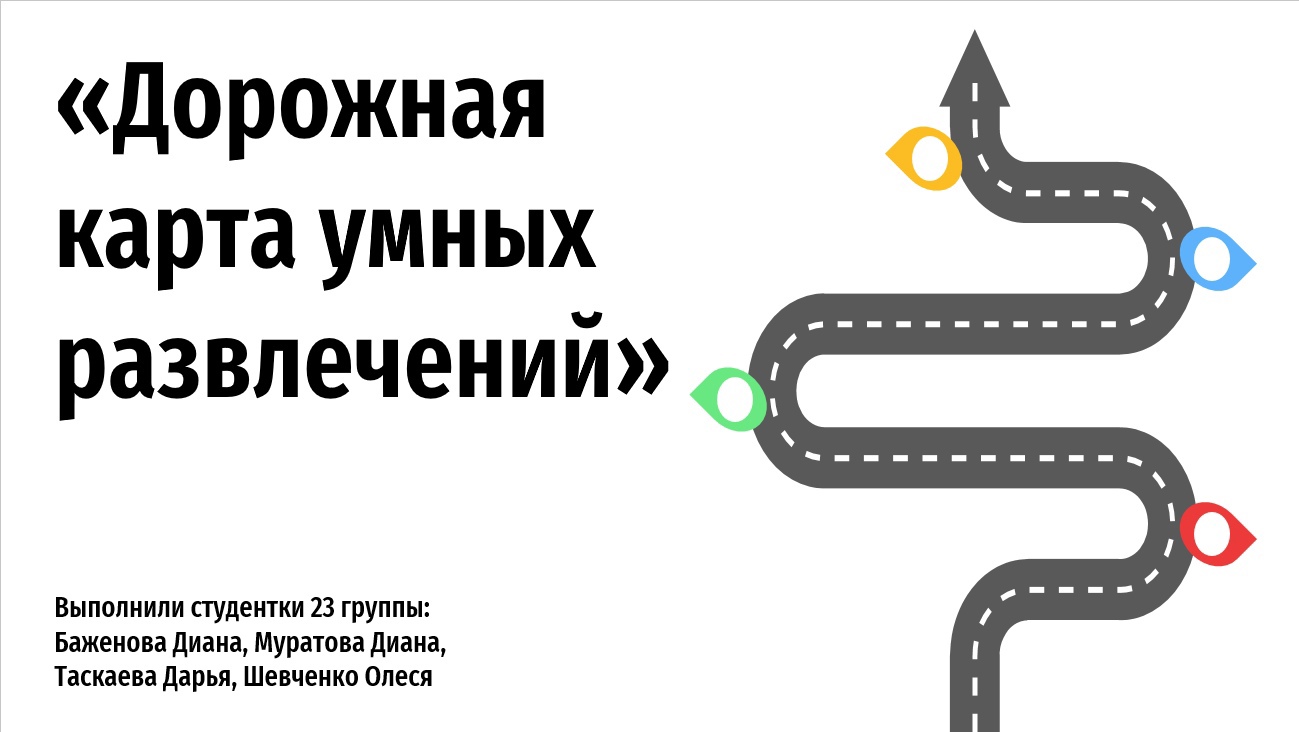 «Дорожная
карта умных
развлечений»
Выполнили студентки 23 группы:
Баженова Диана, Муратова Диана,
Таскаева Дарья, Шевченко Олеся